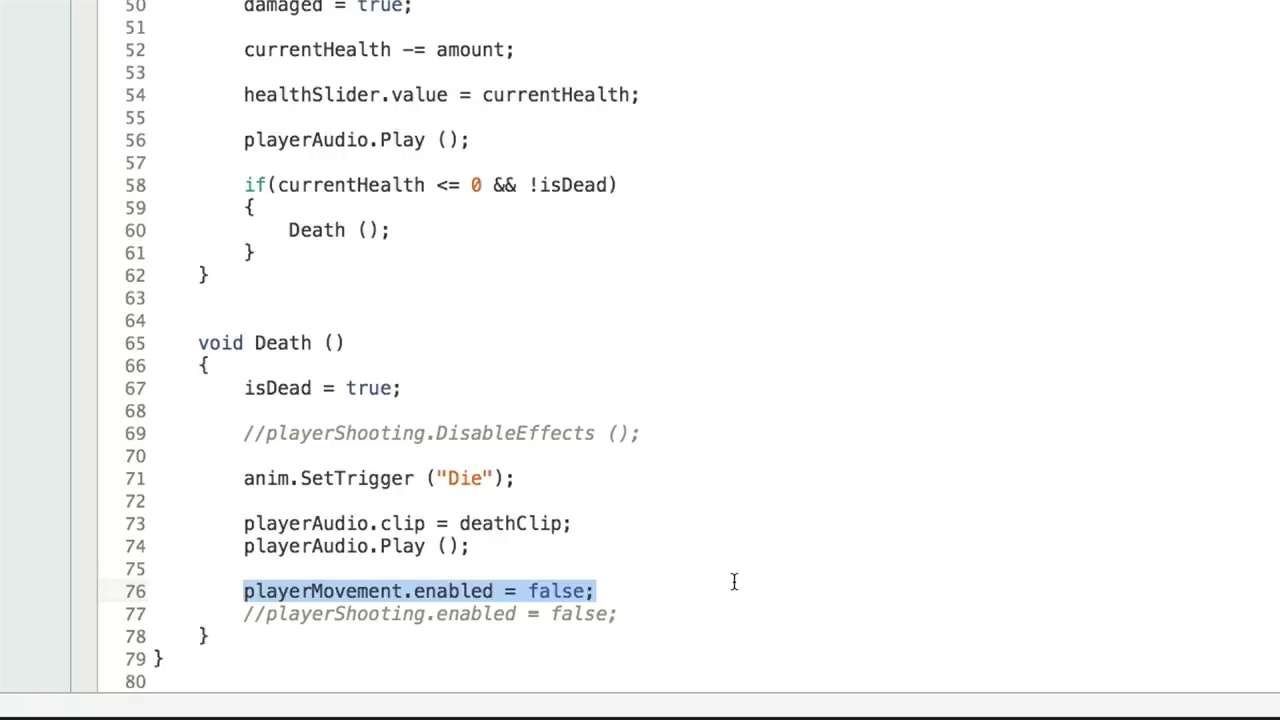 50 damaged = true;
51
52 currentHealth -= amount;
53
54 healthSlider.value = currentHealth;
55
56 playerAudio.Play ();
57
58 if(currentHealth <= 0 && !isDead)
59 {
60 Death ();
61 }
62 }
63
64
65 void Death ()
66 {
67 isDead = true;
68
69 //playerShooting.DisableEffects ();
70
71 anim.SetTrigger ("Die");
72
73 playerAudio.clip = deathClip;
74 playerAudio.Play ();
75
76 playerMovement.enabled = false;
77 //playerShooting.enabled = false;
78 }
79 }
80